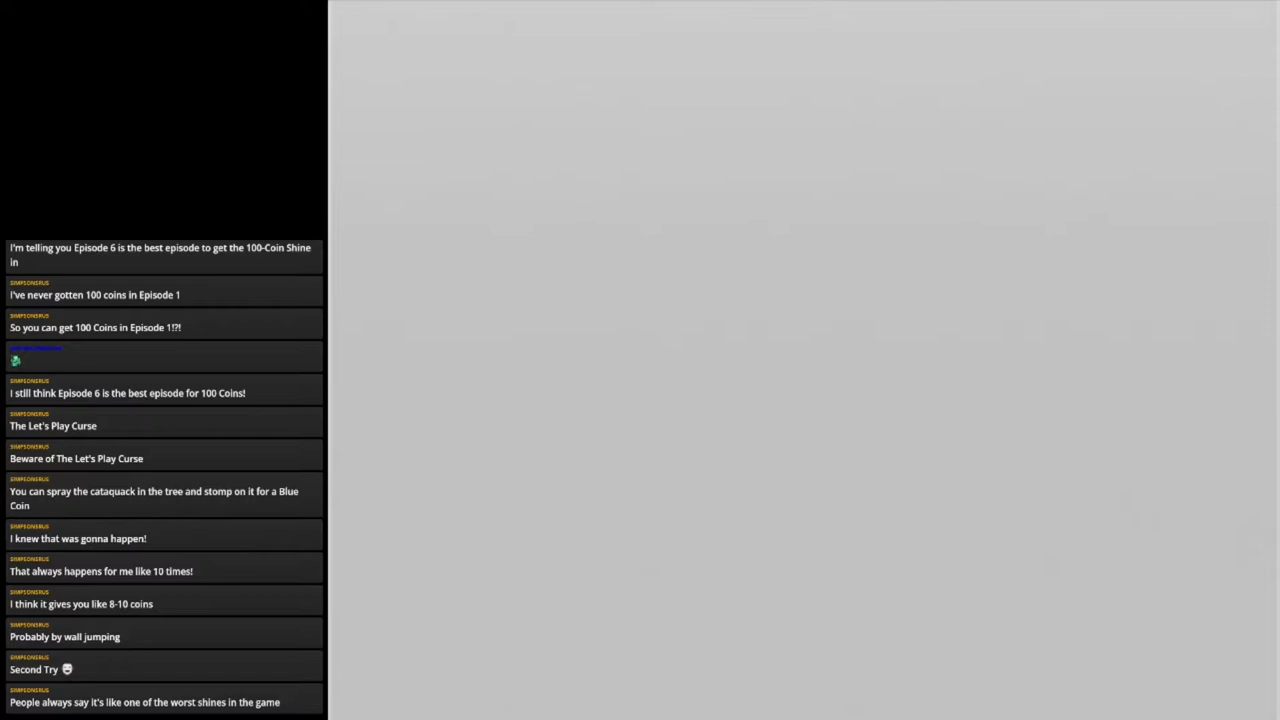 I'm telling you Episode 6 is the best episode to get the 100-Coin Shine
in
SIMPSONSRUS
I've never gotten 100 coins in Episode 1
SIMPSONSRUS
So you can get 100 Coins in Episode 1!?!
SIMPSONSRUS
I still think Episode 6 is the best episode for 100 Coins!
SIMPSONSRUS
The Let's Play Curse
SIMPSONSRUS
Beware of The Let's Play Curse
SIMPSONSRUS
You can spray the cataquack in the tree and stomp on it for a Blue
Coin
SIMPSONSRUS
I knew that was gonna happen!
SIMPSONSRUS
That always happens for me like 10 times!
SIMPSONSRUS
I think it gives you like 8-10 coins
SIMPSONSRUS
Probably by wall jumping
SIMPSONSRUS
Second Try
SIMPSONSRUS
People always say it's like one of the worst shines in the game